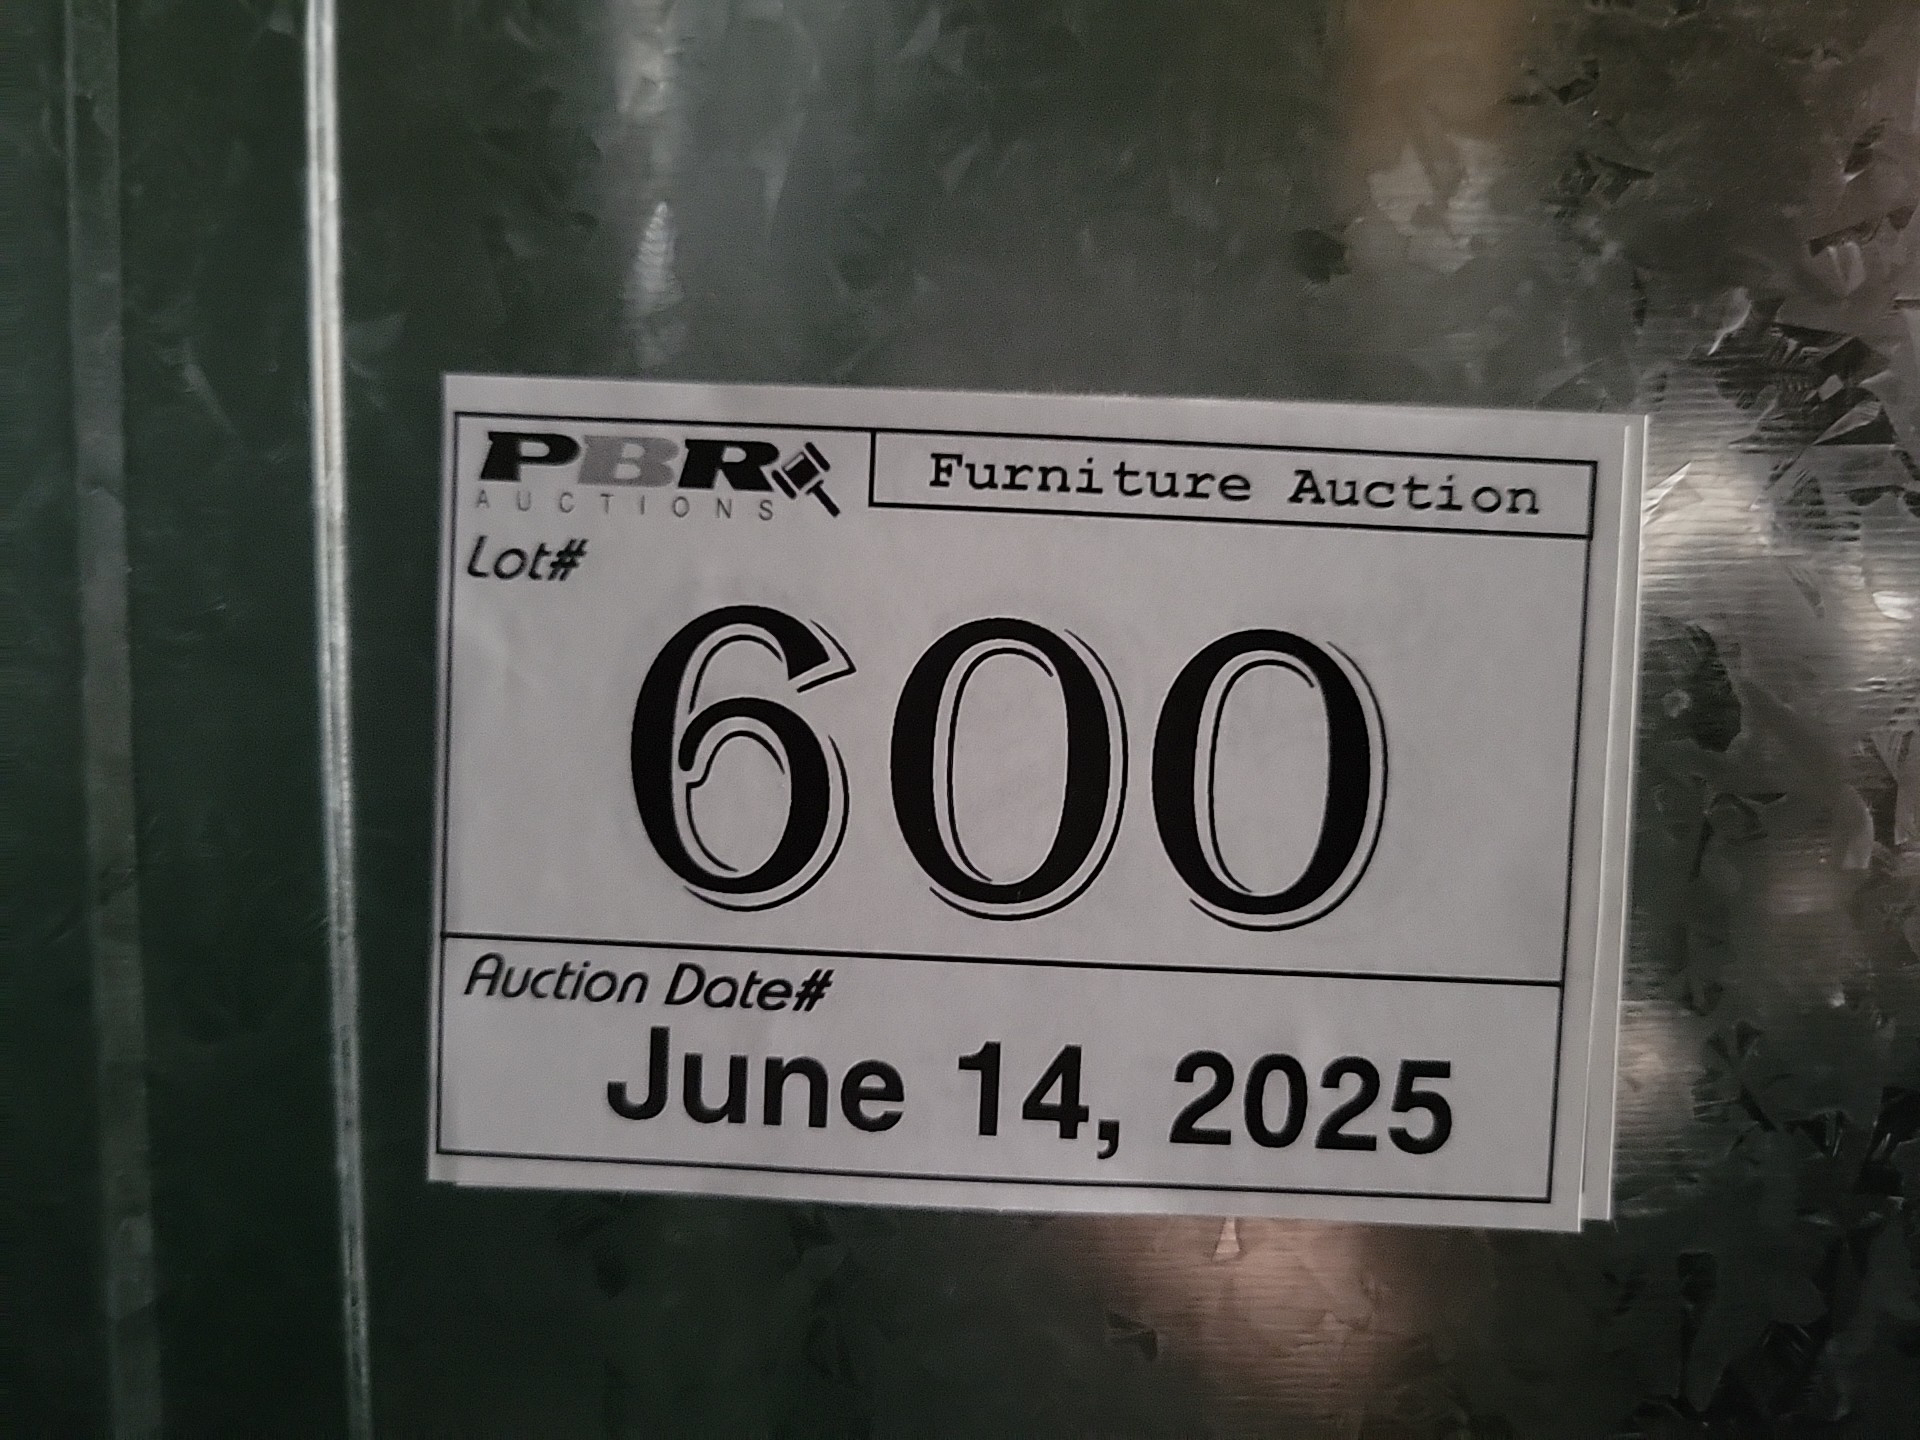 PBR
AUCTIONS
Furniture Auction
Lot#
600
Auction Date#
June 14, 2025